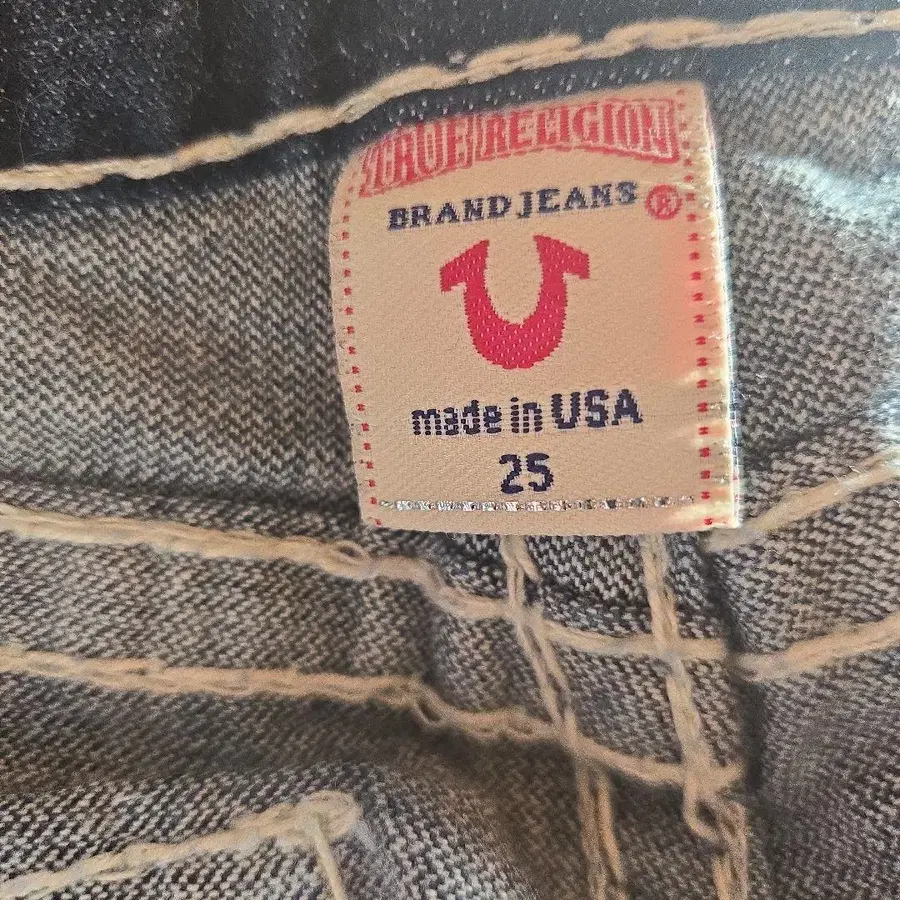 TRUE RELIGION
BRAND JEANS ®
made in USA
25